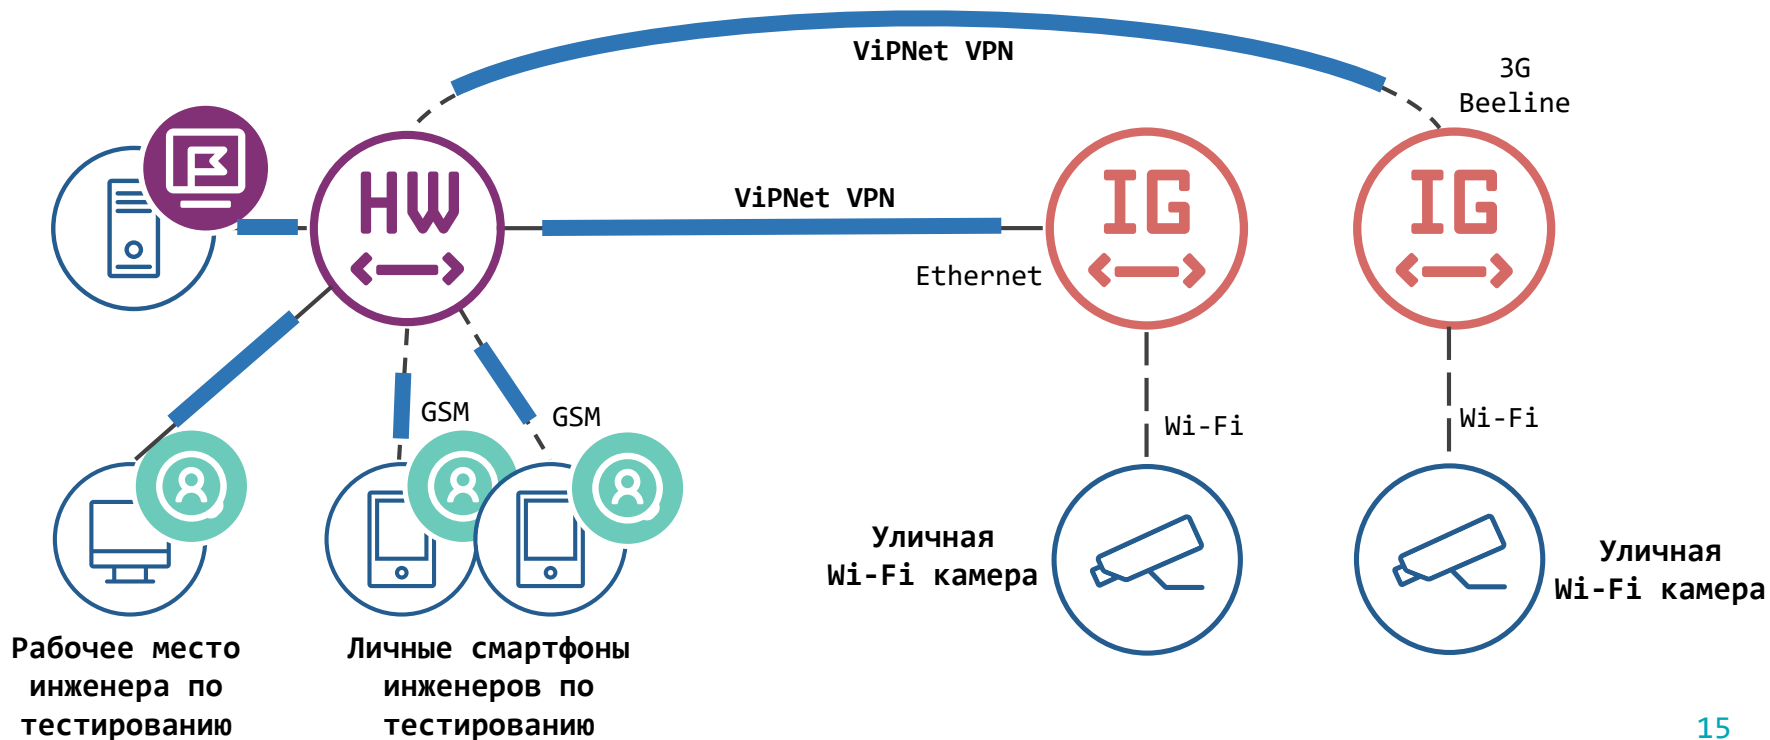 ViPNet VPN
3G
Beeline
HW
ViPNet VPN
IG
IG
Ethernet
GSM
GSM
Wi-Fi
Wi-Fi
Уличная
Wi-Fi камера
Уличная
Wi-Fi камера
Рабочее место
инженера по
тестированию
Личные смартфоны
инженеров по
тестированию
15